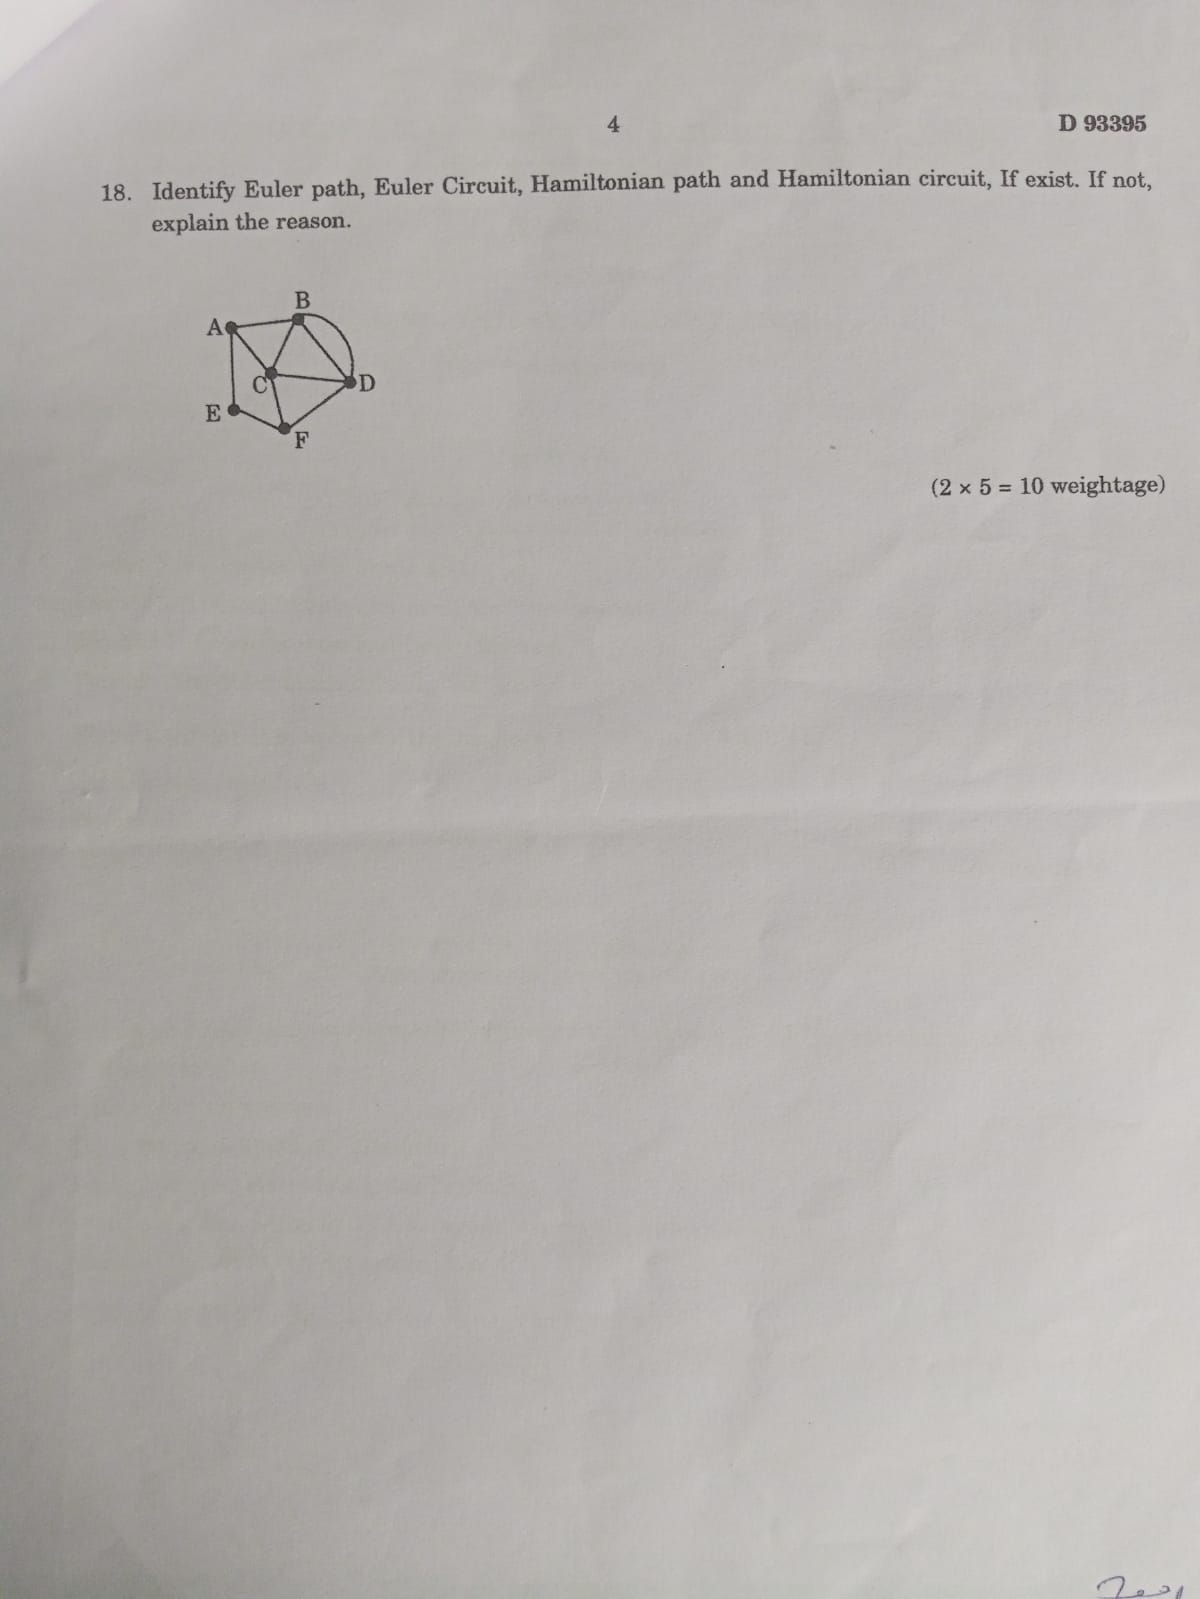 4
D 93395
18. Identify Euler path, Euler Circuit, Hamiltonian path and Hamiltonian circuit, If exist. If not,
explain the reason.
B
A
C
D
E
F
(2 × 5 = 10 weightage)